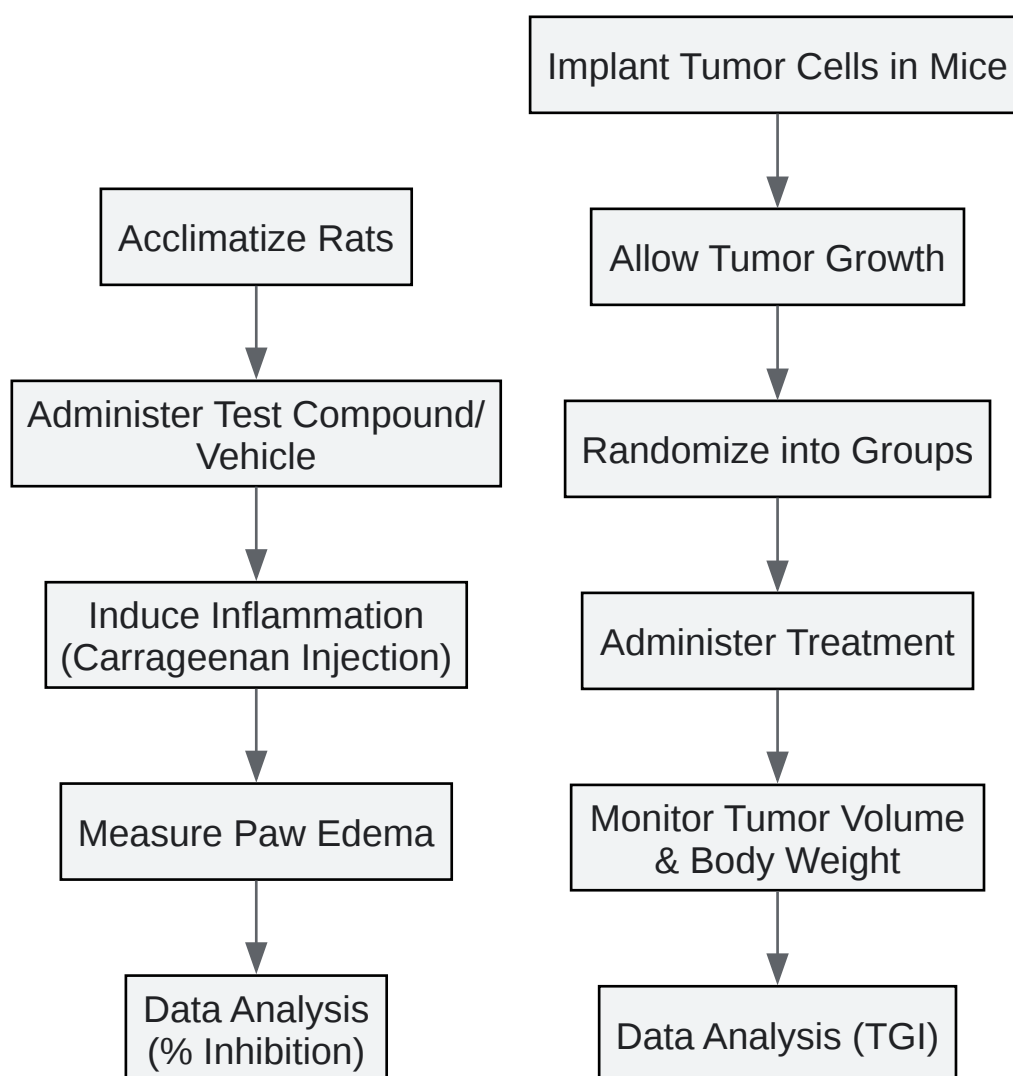 Acclimatize Rats
Administer Test Compound/
Vehicle
Induce Inflammation
(Carrageenan Injection)
Measure Paw Edema
Data Analysis
(% Inhibition)
Implant Tumor Cells in Mice
Allow Tumor Growth
Randomize into Groups
Administer Treatment
Monitor Tumor Volume
& Body Weight
Data Analysis (TGI)